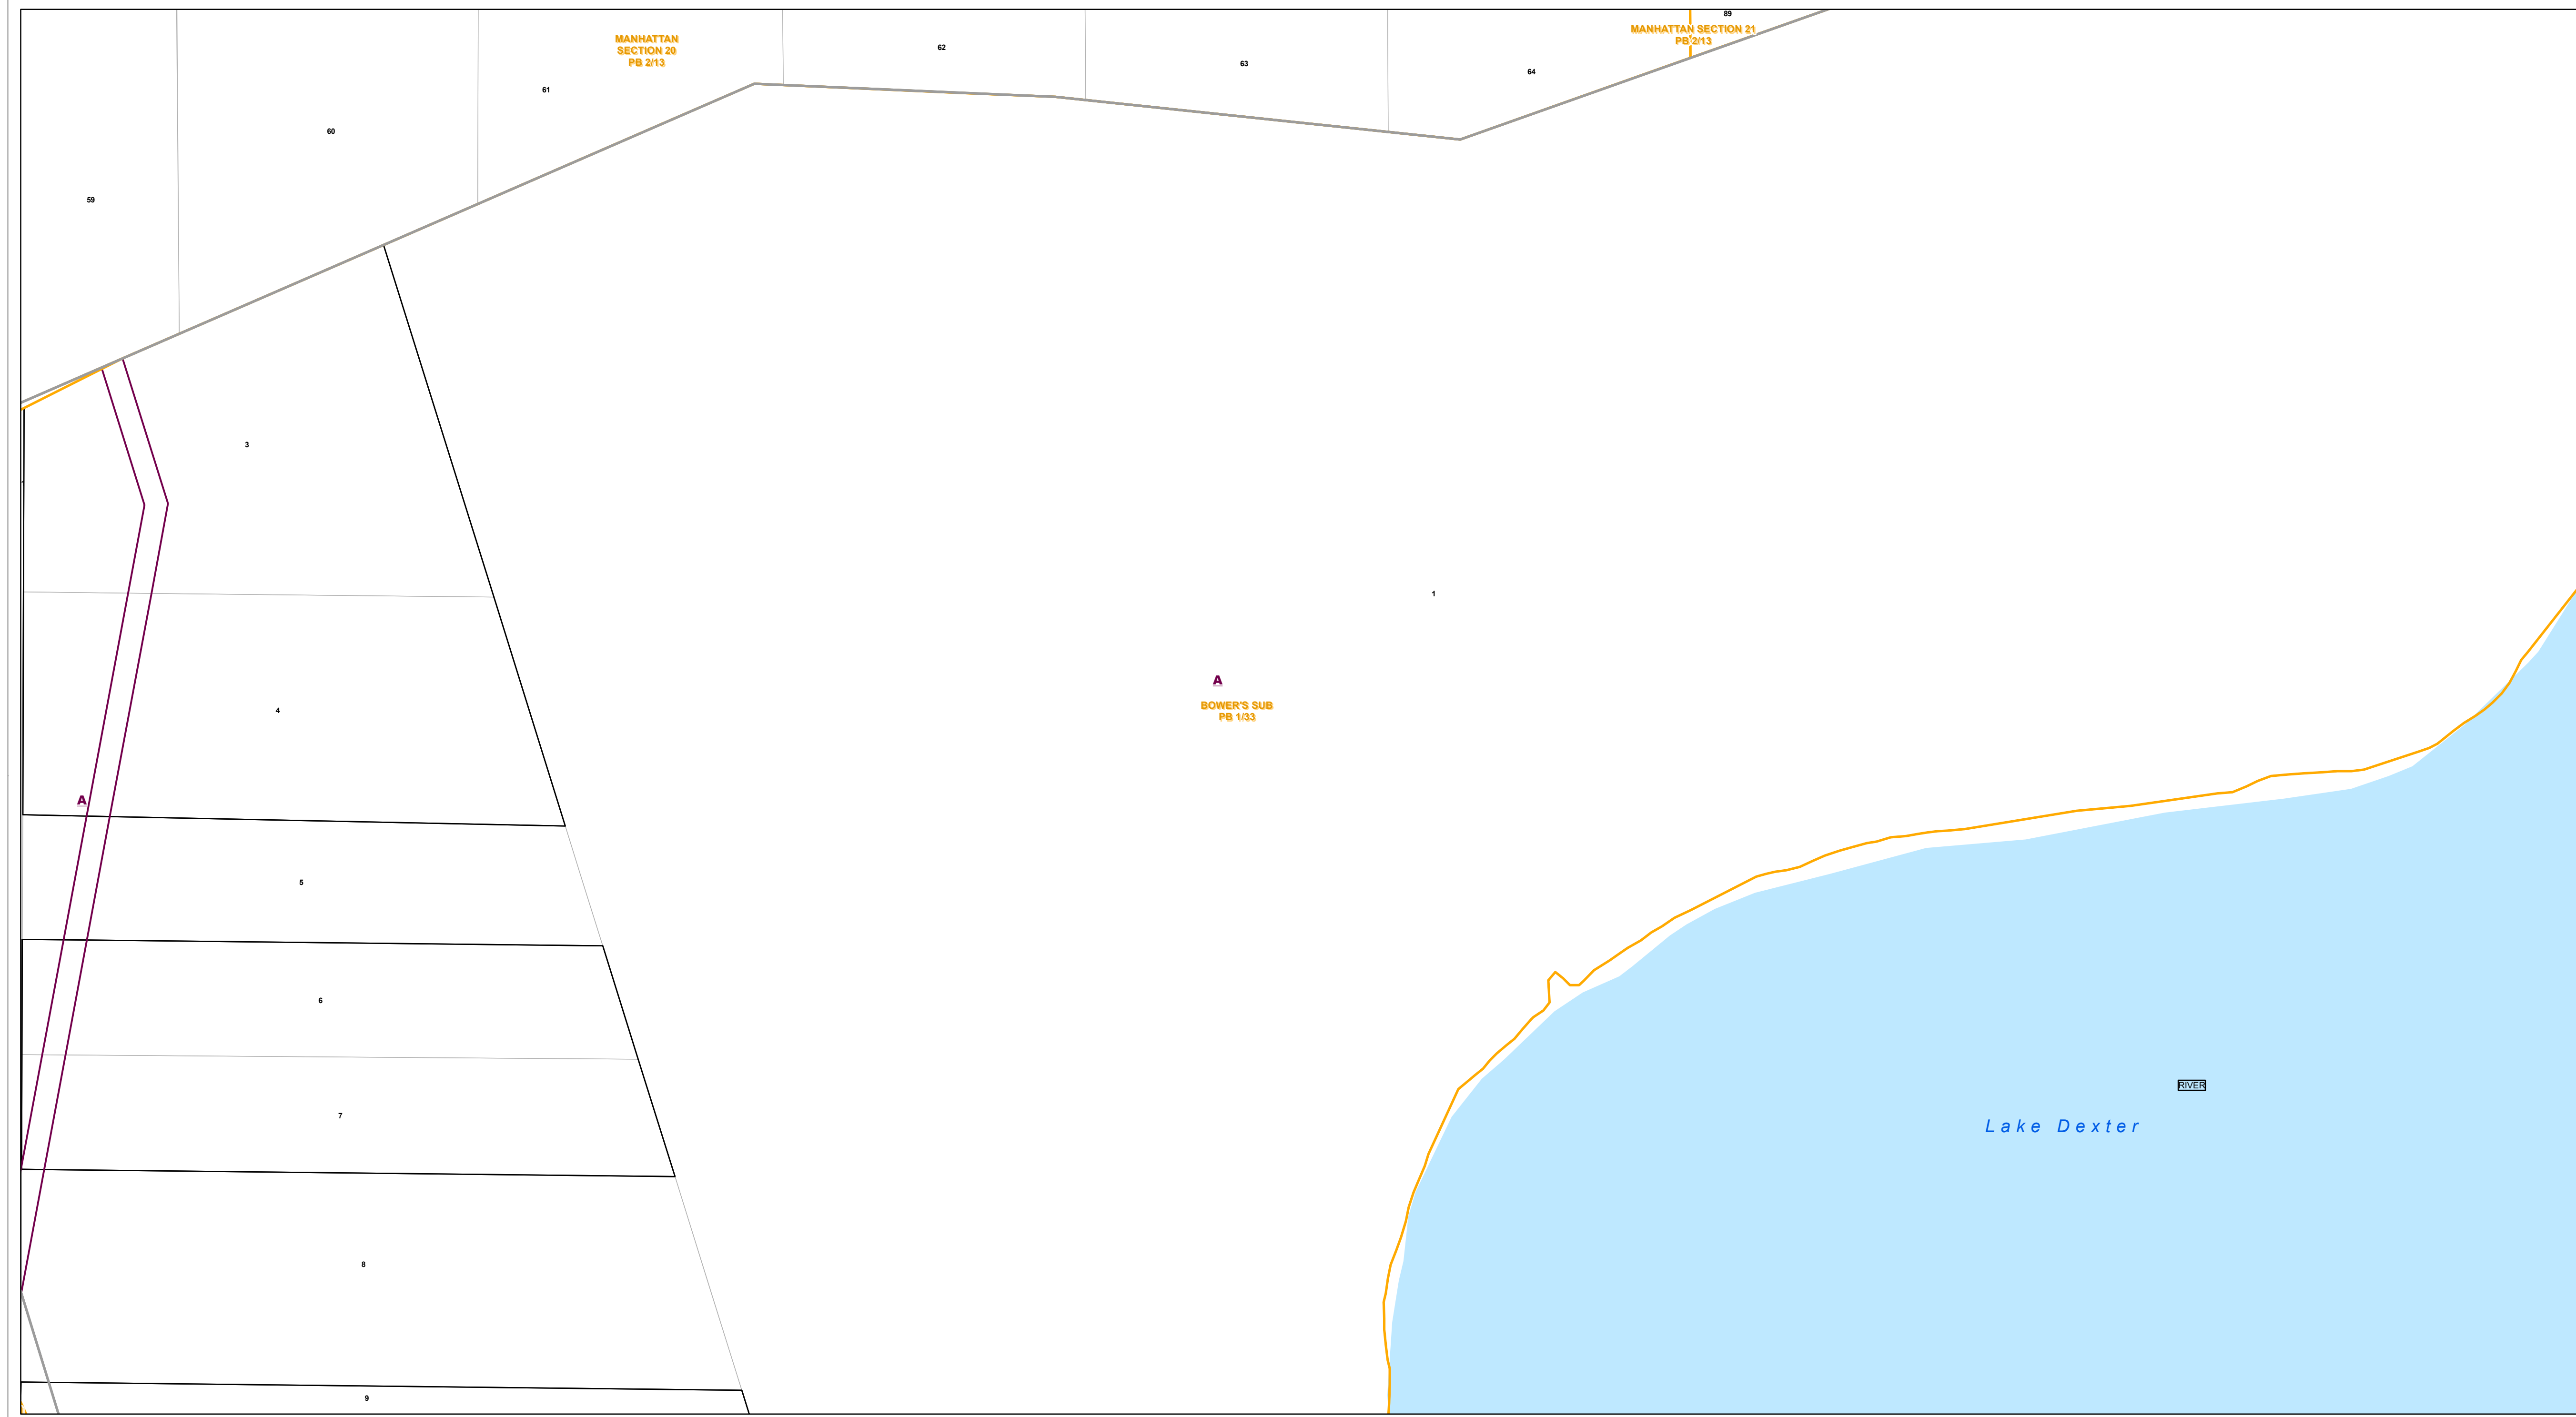 89
MANHATTAN SECTION 21
PB 2/13
MANHATTAN
SECTION 20
PB 2/13
62
63
64
61
60
59
3
1
A
BOWER'S SUB
PB 1/33
4
A
5
6
RIVER
7
Lake Dexter
8
9